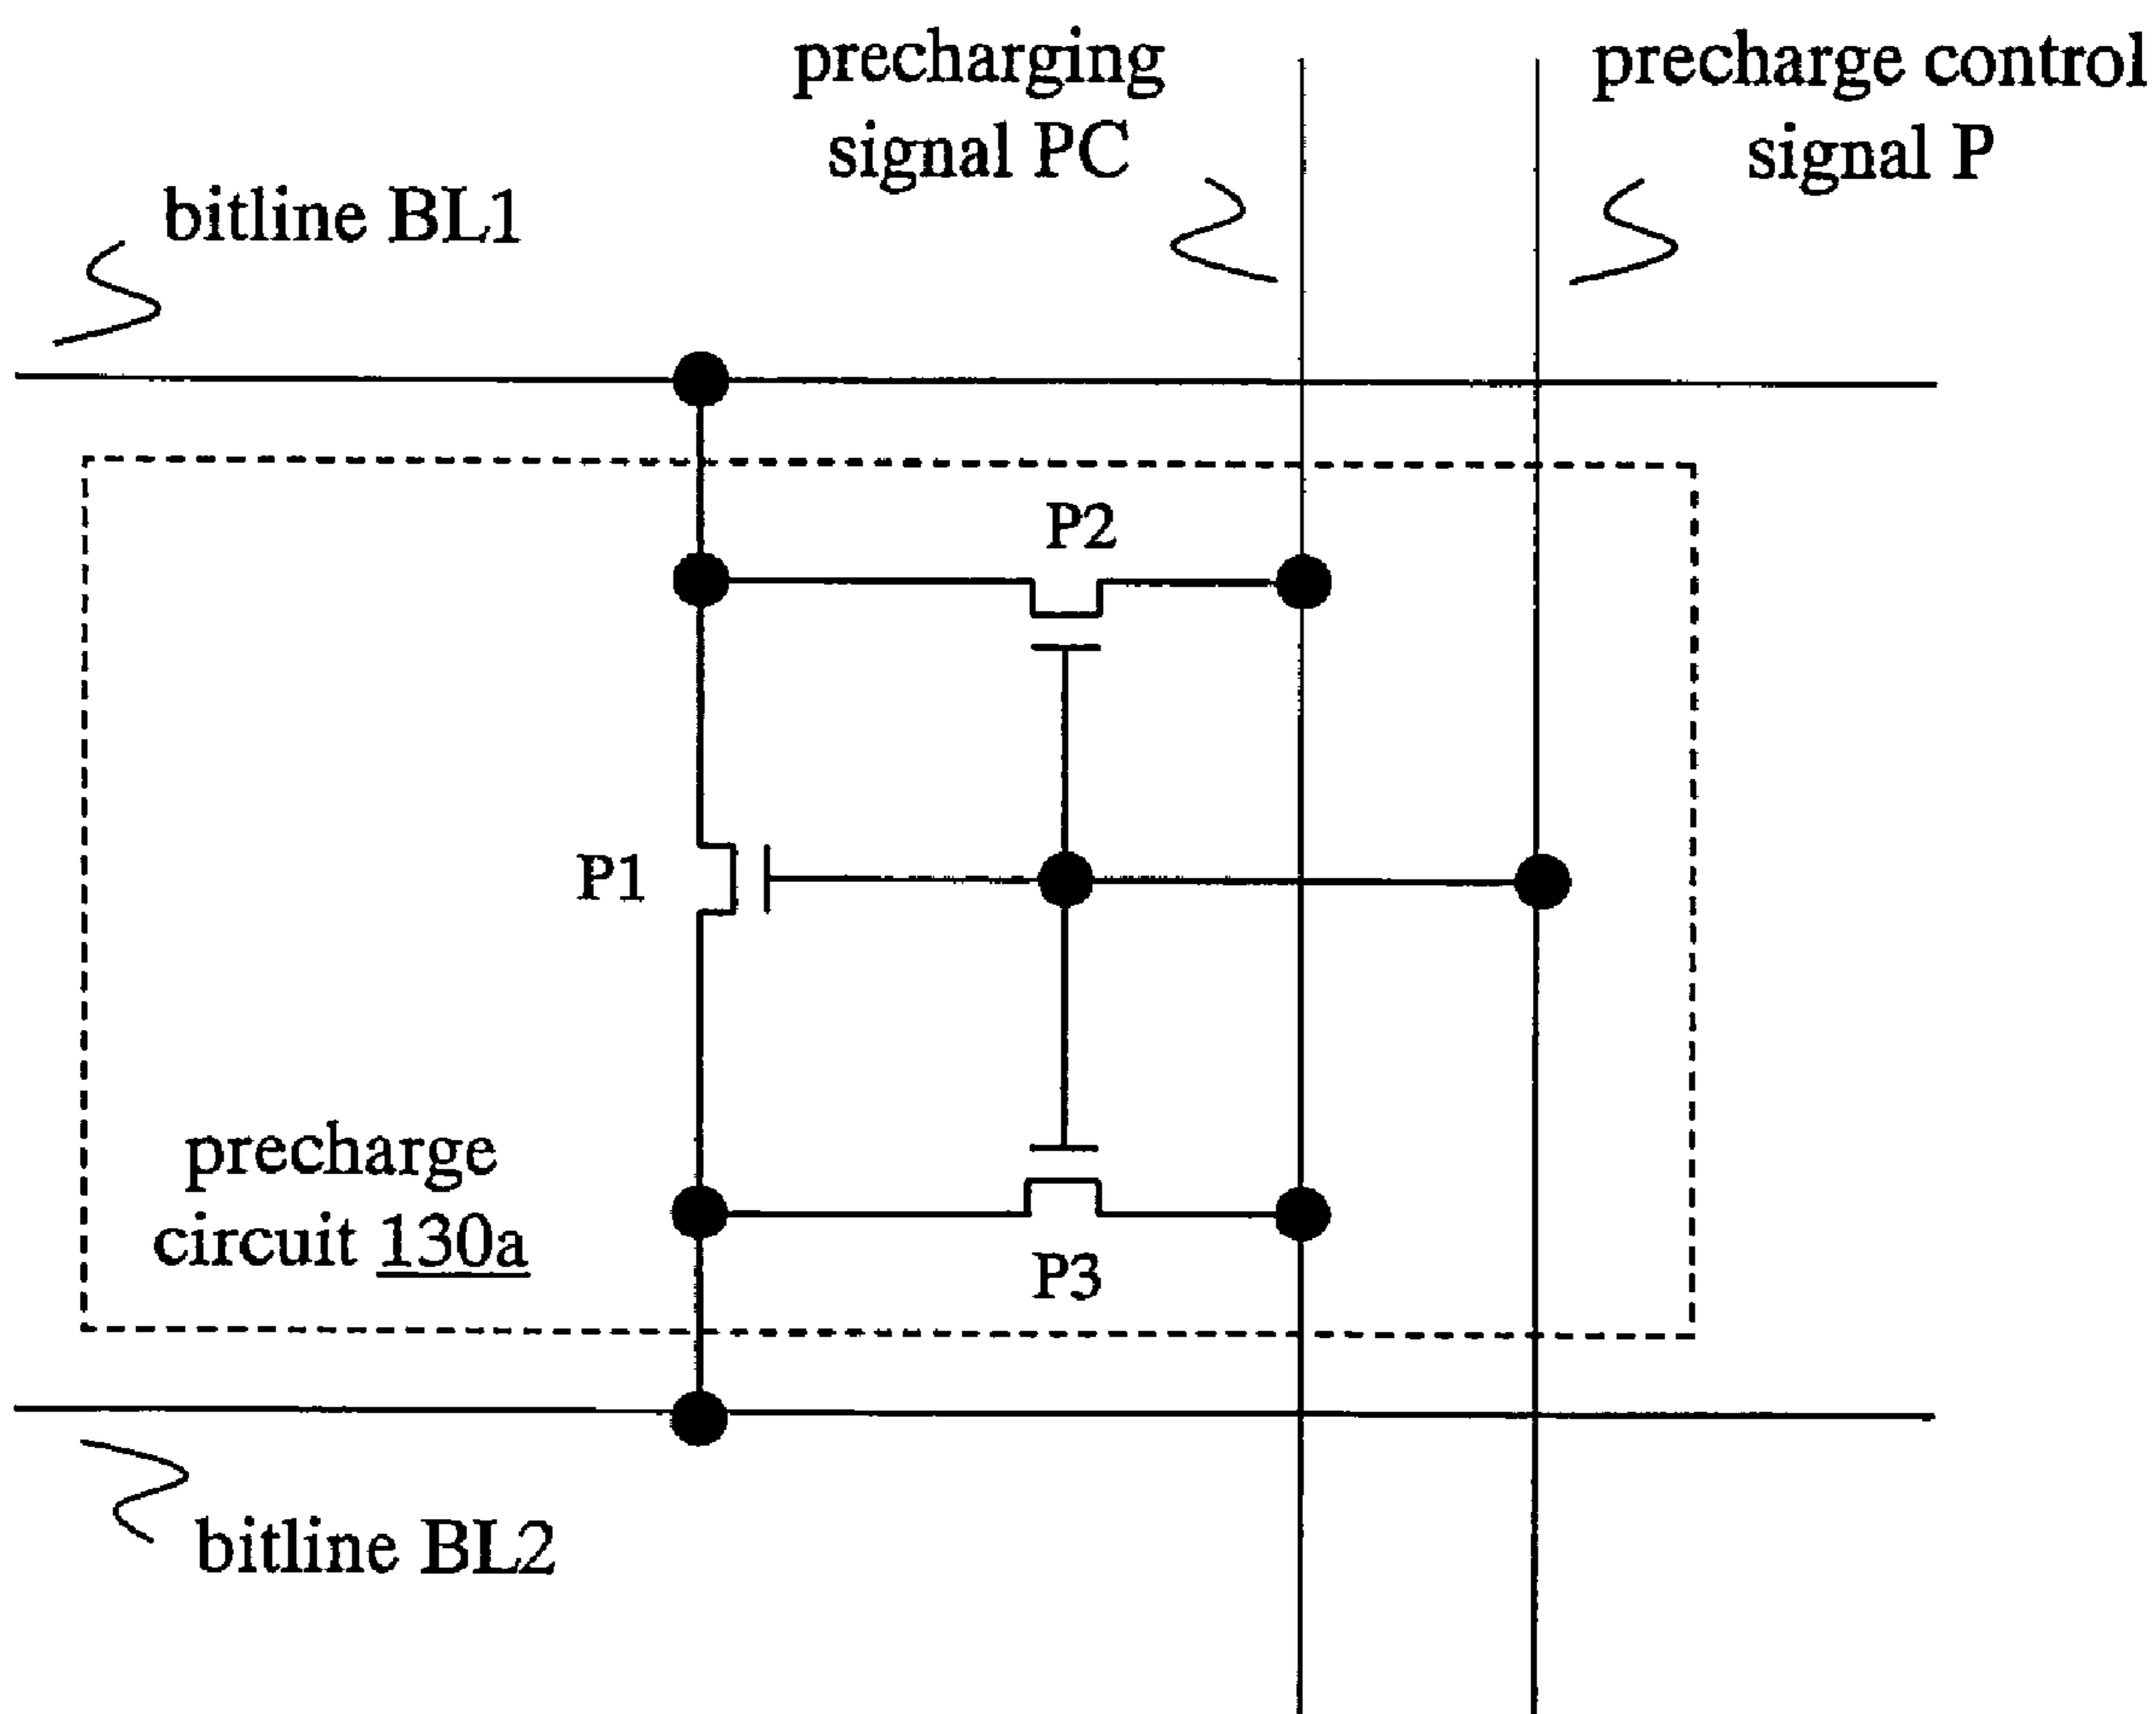 precharging
signal PC
precharge control
signal P
bitline BL1
P2
P1
precharge
circuit 130a
P3
bitline BL2